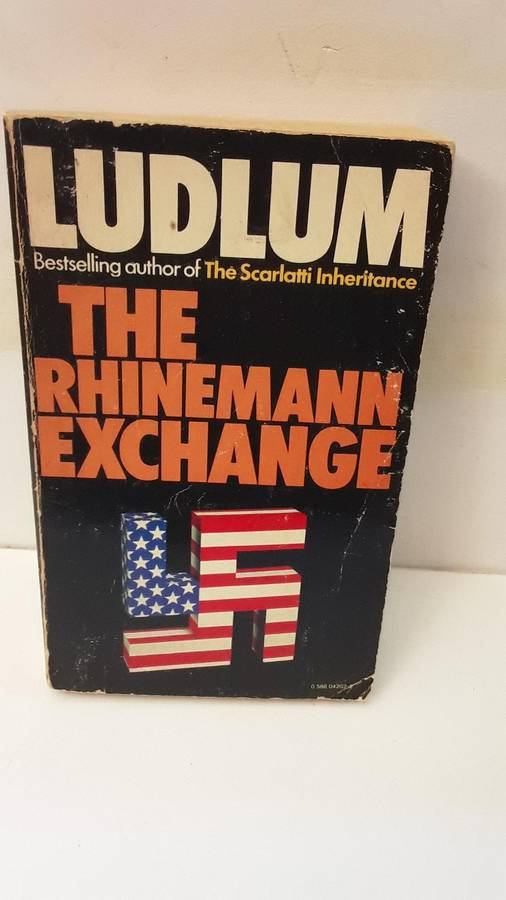 LUDLUM
Bestselling author of The Scarlatti Inheritance
THE
RHINEMANN
EXCHANGE